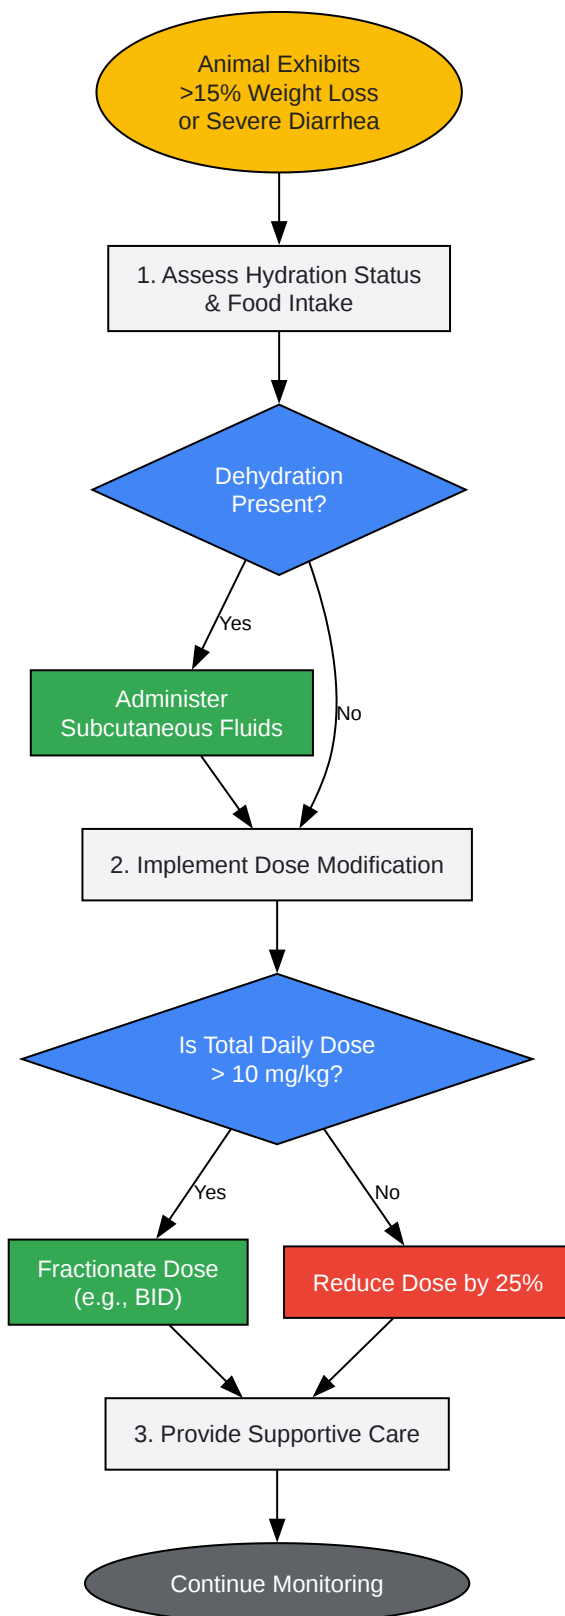 Animal Exhibits
>15% Weight Loss
or Severe Diarrhea
1. Assess Hydration Status
& Food Intake
Dehydration
Present?
Yes
Administer
Subcutaneous Fluids
No
2. Implement Dose Modification
Is Total Daily Dose
> 10 mg/kg?
Yes
No
Fractionate Dose
(e.g., BID)
Reduce Dose by 25%
3. Provide Supportive Care
Continue Monitoring